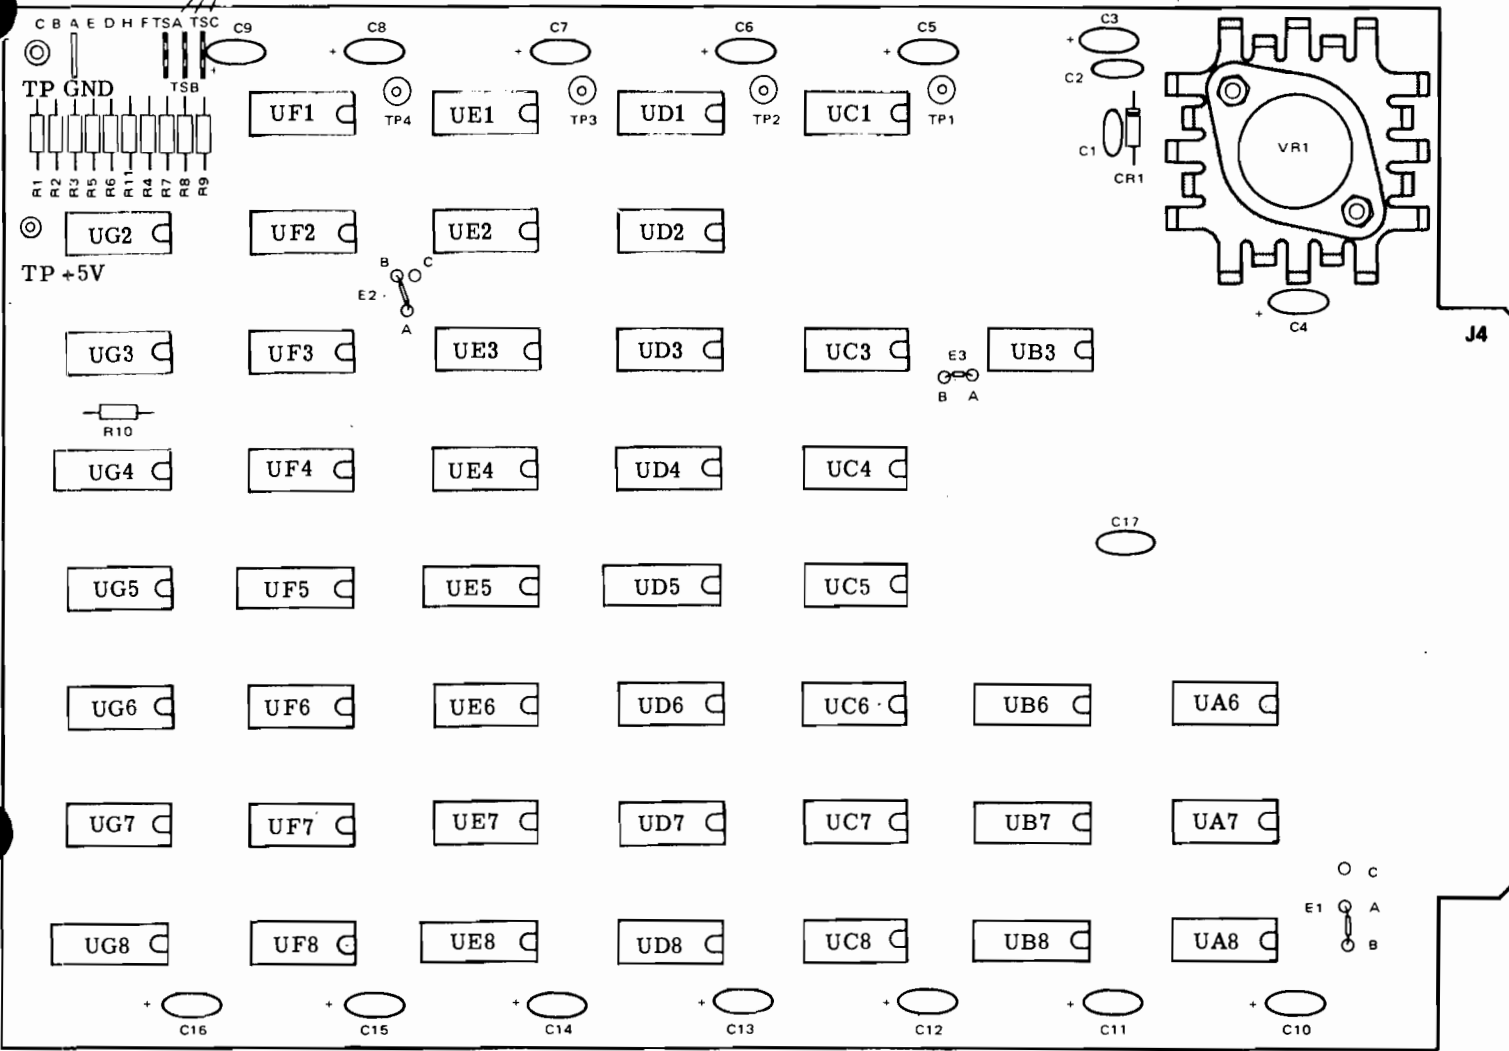 C B A E D H F TSA TSC
C9 C8 C7 C6 C5 C3
C2
TSB
TP GND
UF1 TP4 UE1 TP3 UD1 TP2 UC1 TP1
C1 CR1 VR1
R1 R2 R3 R5 R6 R11 R4 R7 R8 R9
UG2 UF2 UE2 UD2
TP +5V
B C
E2
A
C4
J4
UG3 UF3 UE3 UD3 UC3 E3 UB3
B A
R10
UG4 UF4 UE4 UD4 UC4
C17
UG5 UF5 UE5 UD5 UC5
UG6 UF6 UE6 UD6 UC6 UB6 UA6
UG7 UF7 UE7 UD7 UC7 UB7 UA7
C
E1 A
B
UG8 UF8 UE8 UD8 UC8 UB8 UA8
C16 C15 C14 C13 C12 C11 C10